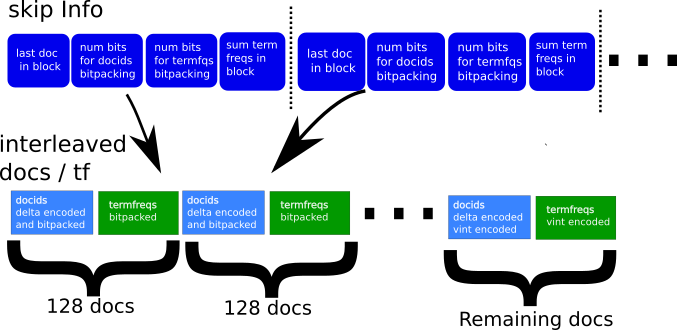 skip Info
last doc
in block
num bits
for docids
bitpacking
num bits
for termfqs
bitpacking
sum term
freqs in
block
last doc
in block
num bits
for docids
bitpacking
num bits
for termfqs
bitpacking
sum term
freqs in
block
interleaved
docs / tf
docids
delta encoded
and bitpacked
termfreqs
bitpacked
docids
delta encoded
and bitpacked
termfreqs
bitpacked
docids
delta encoded
vint encoded
termfreqs
vint encoded
128 docs
128 docs
Remaining docs